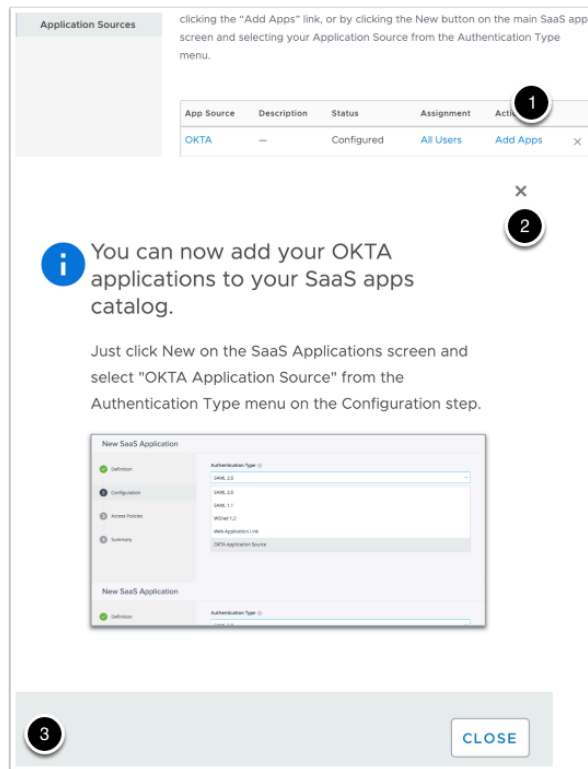 Application Sources
clicking the “Add Apps” link, or by clicking the New button on the main SaaS app
screen and selecting your Application Source from the Authentication Type
menu.
1
App Source Description Status Assignment
OKTA — Configured All Users Add Apps ×
×
2
i
You can now add your OKTA
applications to your SaaS apps
catalog.
Just click New on the SaaS Applications screen and
select "OKTA Application Source" from the
Authentication Type menu on the Configuration step.
New SaaS Application
Definition
Authentication Type
SAML 2.0
2 Configuration
SAML 2.0
SAML 1.1
3 Access Policies
WSFed 1.2
Web Application Link
4 Summary
OKTA Application Source
New SaaS Application
Definition
Authentication Type
3
CLOSE